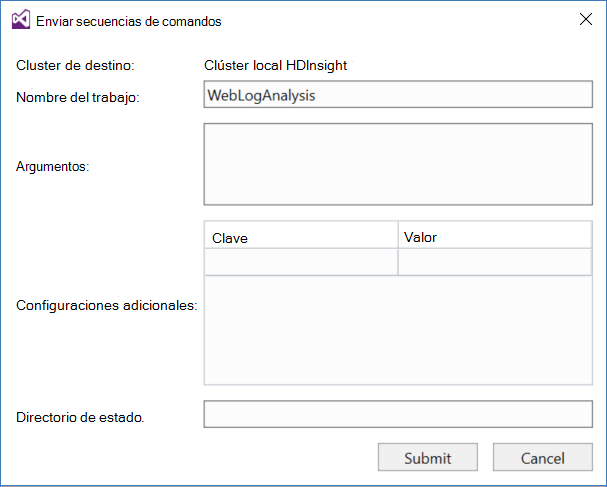 Enviar secuencias de comandos
Cluster de destino: Clúster local HDInsight
Nombre del trabajo: WebLogAnalysis
Argumentos:
Clave Valor
Configuraciones adicionales:
Directorio de estado.
Submit Cancel